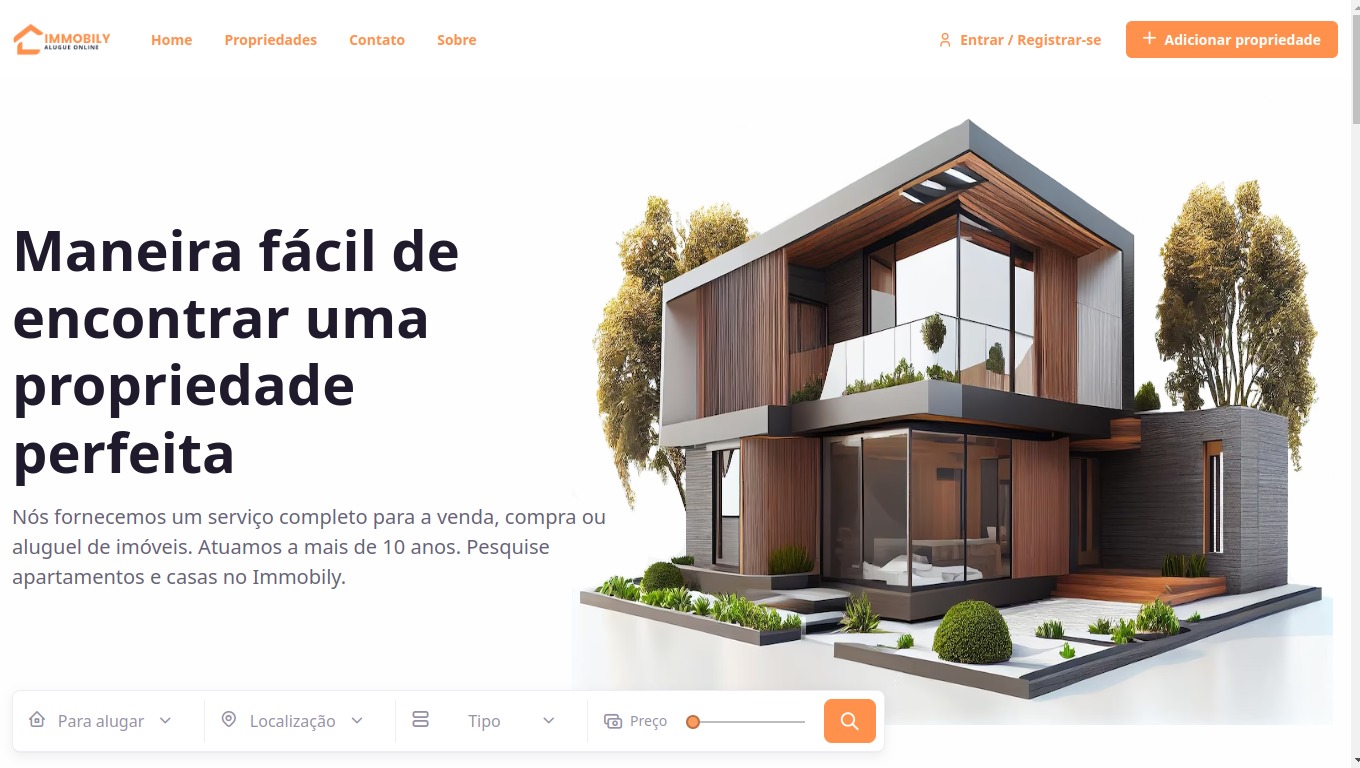 IMMOBILY
ALUGUE ONLINE
Home
Propriedades
Contato
Sobre
Entrar / Registrar-se
Adicionar propriedade
Maneira fácil de
encontrar uma
propriedade
perfeita
Nós fornecemos um serviço completo para a venda, compra ou
aluguel de imóveis. Atuamos a mais de 10 anos. Pesquise
apartamentos e casas no Immobily.
Para alugar
Localização
Tipo
Preço